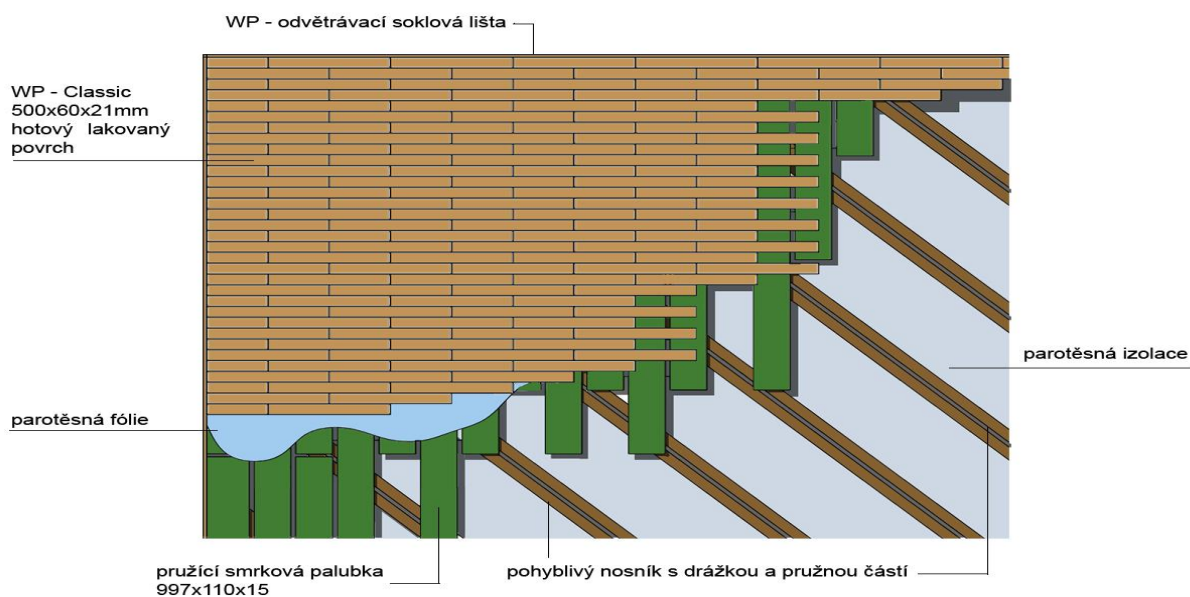 WP - odvětrávací soklová lišta
WP - Classic
500x60x21mm
hotový lakovaný
povrch
parotěsná izolace
parotěsná fólie
pružící smrková palubka
997x110x15
pohyblivý nosník s drážkou a pružnou částí